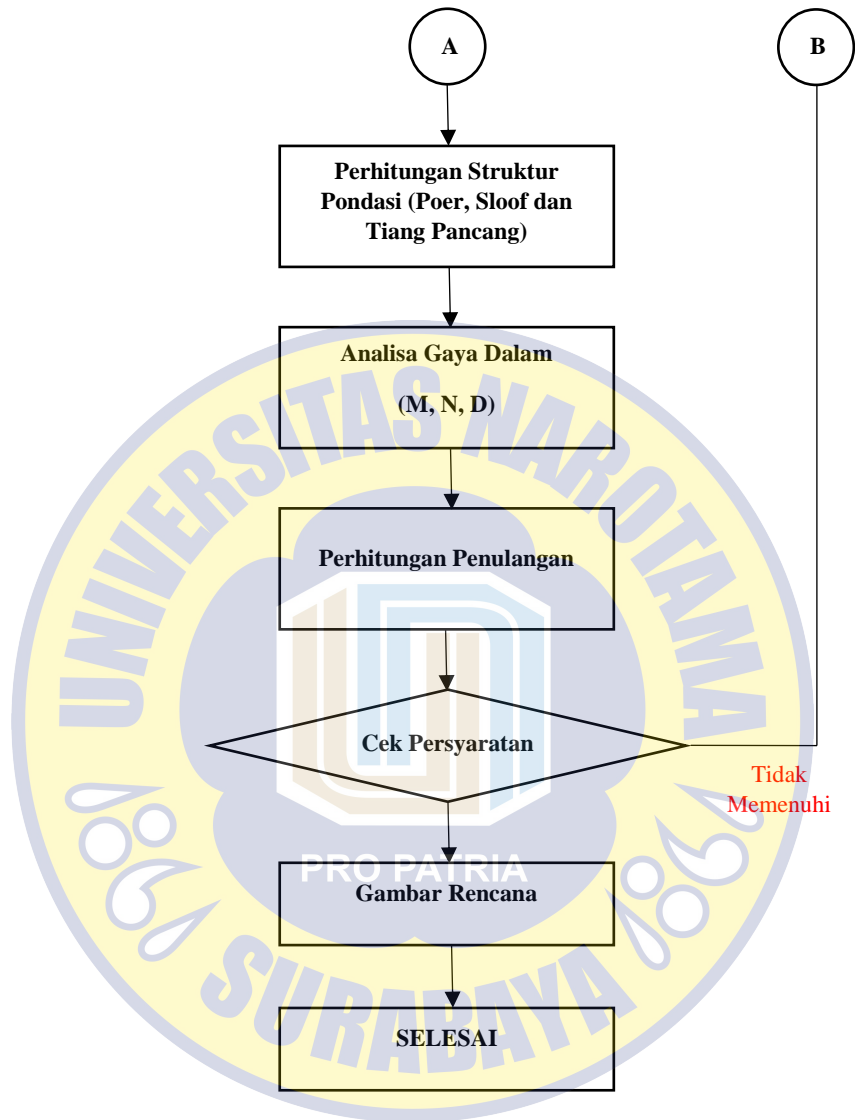 A
B
Perhitungan Struktur
Pondasi (Poer, Sloof dan
Tiang Pancang)
Analisa Gaya Dalam
(M, N, D)
Perhitungan Penulangan
Cek Persyaratan
Tidak
Memenuhi
Gambar Rencana
SELESAI
UNIVERSITAS NAROTAMA
PRO PATRIA
SURABAYA